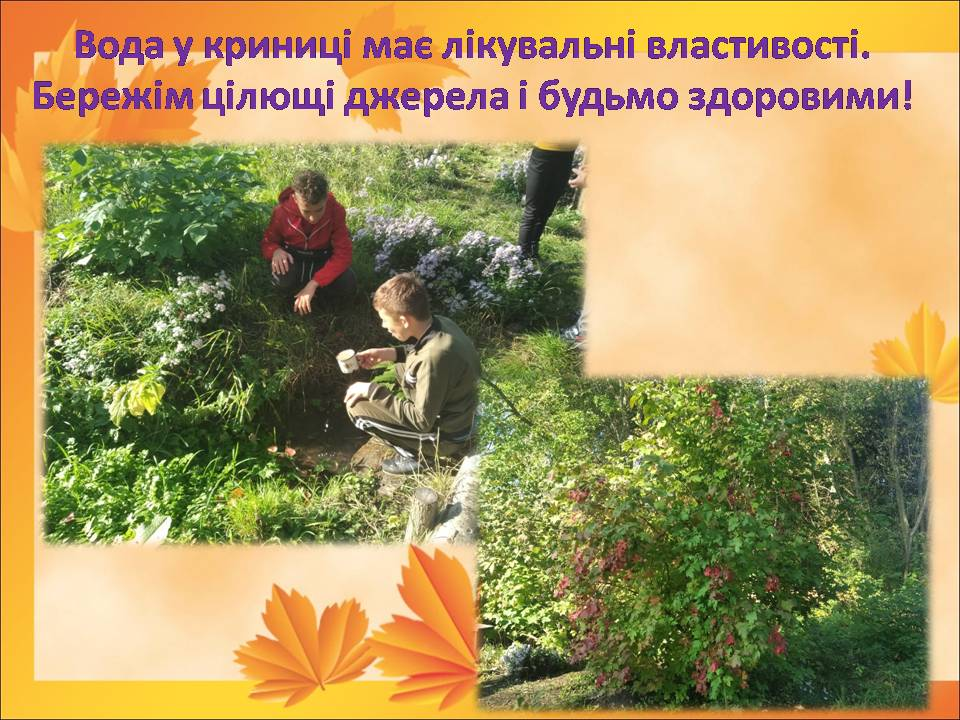 Вода у криниці має лікувальні властивості.
Бережім цілющі джерела і будьмо здоровими!